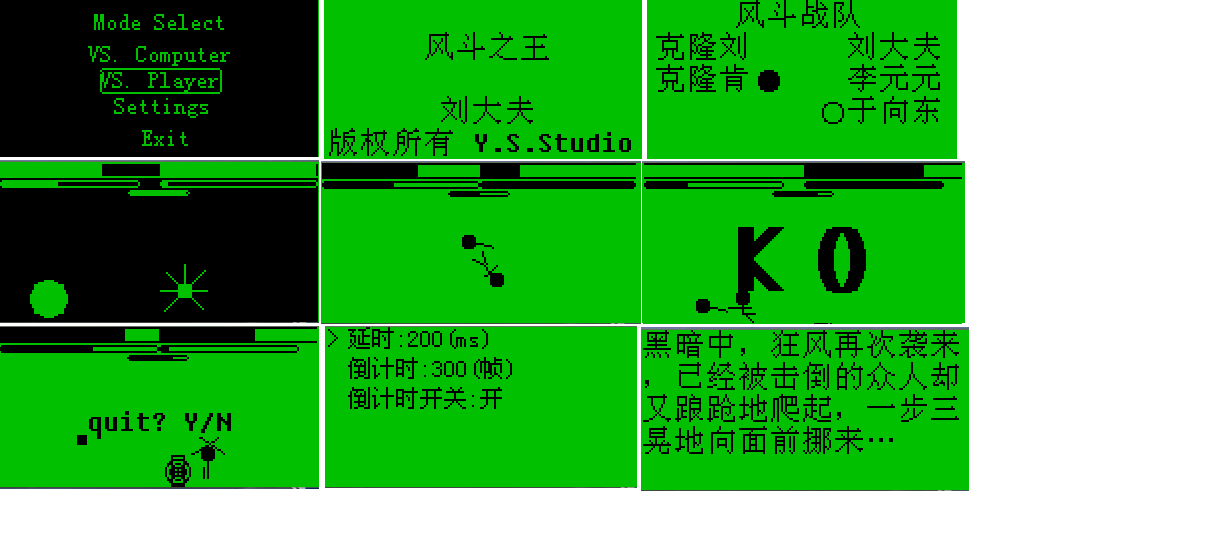 Mode Select
VS. Computer
VS. Player
Settings
Exit
风斗之王
刘大夫
版权所有 Y.S.Studio
风斗战队
克隆刘 刘大夫
克隆肯 李元元
于向东
K O
quit? Y/N
> 延时:200(ms)
倒计时:300(帧)
倒计时开关:开
黑暗中，狂风再次袭来
，已经被击倒的众人却
又踉跄地爬起，一步三
晃地向面前挪来…